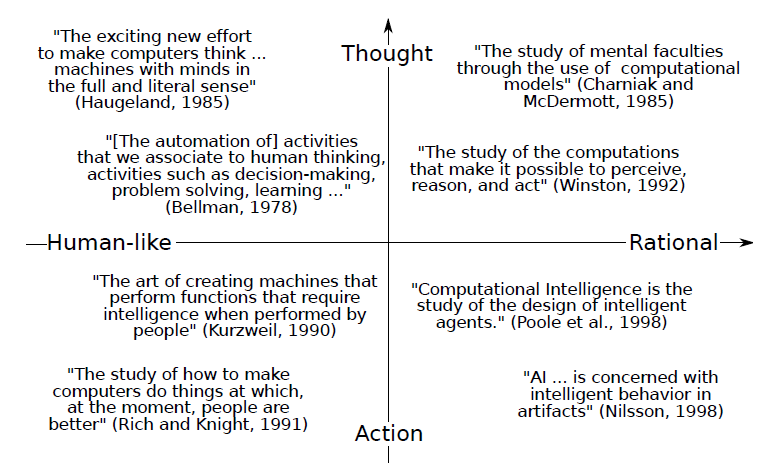 "The exciting new effort
to make computers think ...
machines with minds in
the full and literal sense"
(Haugeland, 1985)
Thought
"The study of mental faculties
through the use of computational
models" (Charniak and
McDermott, 1985)
"[The automation of] activities
that we associate to human thinking,
activities such as decision-making,
problem solving, learning ..."
(Bellman, 1978)
"The study of the computations
that make it possible to perceive,
reason, and act" (Winston, 1992)
Human-like
Rational
"The art of creating machines that
perform functions that require
intelligence when performed by
people" (Kurzweil, 1990)
"Computational Intelligence is the
study of the design of intelligent
agents." (Poole et al., 1998)
"The study of how to make
computers do things at which,
at the moment, people are
better" (Rich and Knight, 1991)
"AI ... is concerned with
intelligent behavior in
artifacts" (Nilsson, 1998)
Action